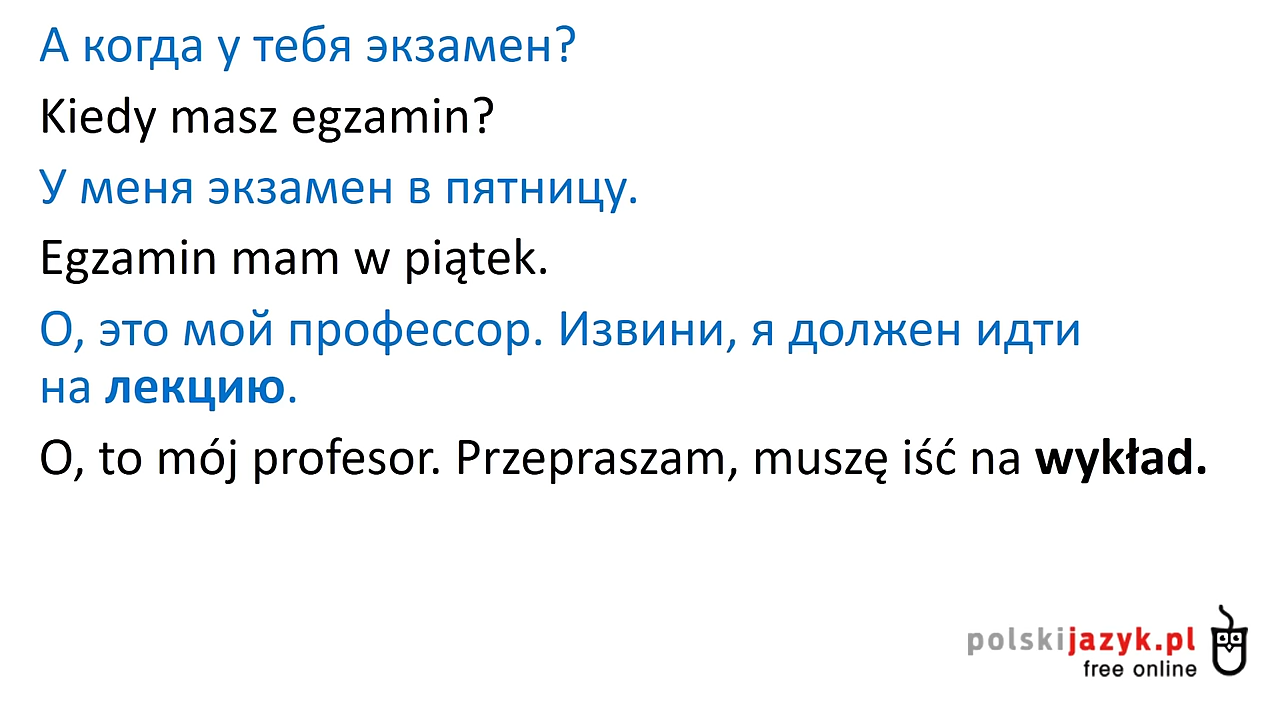 А когда у тебя экзамен?
Kiedy masz egzamin?
У меня экзамен в пятницу.
Egzamin mam w piątek.
О, это мой профессор. Извини, я должен идти
на лекцию.
O, to mój profesor. Przepraszam, muszę iść na wykład.
polskijazyk.pl
free online